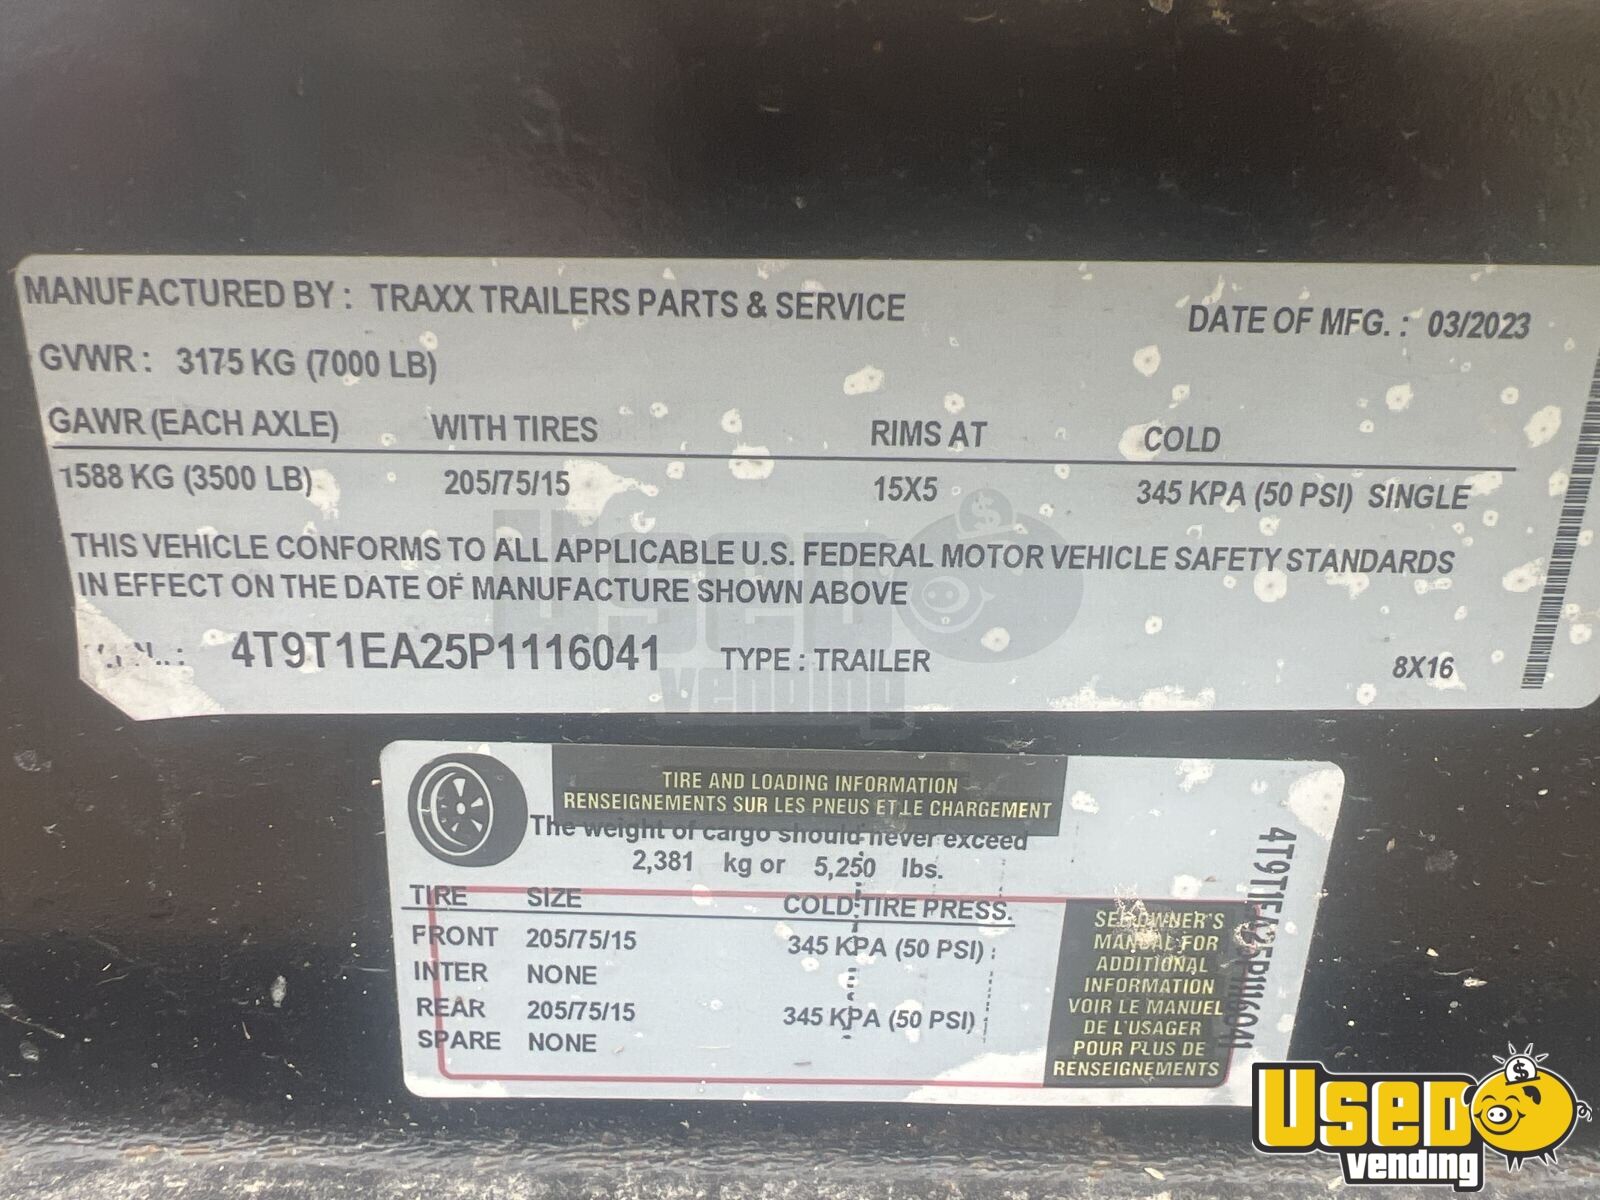 MANUFACTURED BY : TRAXX TRAILERS PARTS & SERVICE DATE OF MFG. : 03/2023
GVWR : 3175 KG (7000 LB)
GAWR (EACH AXLE) WITH TIRES RIMS AT COLD
1588 KG (3500 LB) 205/75/15 15X5 345 KPA (50 PSI) SINGLE
THIS VEHICLE CONFORMS TO ALL APPLICABLE U.S. FEDERAL MOTOR VEHICLE SAFETY STANDARDS
IN EFFECT ON THE DATE OF MANUFACTURE SHOWN ABOVE
4T9T1EA25P1116041 TYPE : TRAILER 8X16
USED
vending
TIRE AND LOADING INFORMATION
RENSEIGNEMENTS SUR LES PNEUS ET LE CHARGEMENT
The weight of cargo should never exceed
2,381 kg or 5,250 lbs.
TIRE SIZE COLD TIRE PRESS.
FRONT 205/75/15 345 KPA (50 PSI)
INTER NONE
REAR 205/75/15 345 KPA (50 PSI)
SPARE NONE
SEE OWNER'S
MANUAL FOR
ADDITIONAL
INFORMATION
VOIR LE MANUEL
DE L'USAGER
POUR PLUS DE
RENSEIGNEMENTS
USED
vending